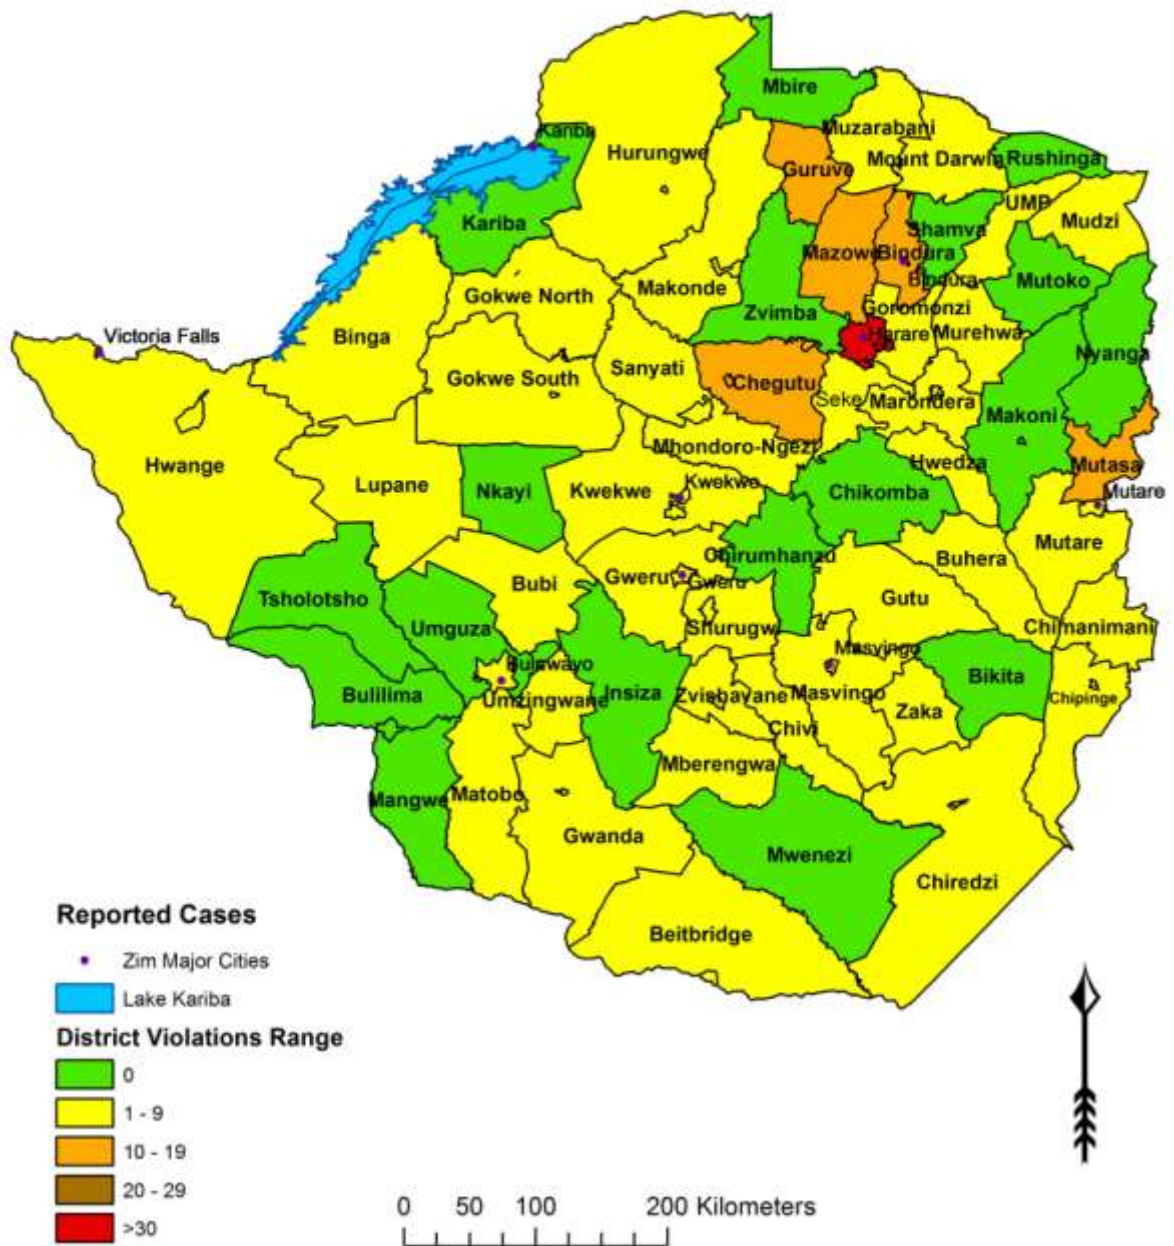 Mbire
Kariba
Muzarabani
Hurungwe
Mount Darwin
Rushinga
Guruve
UMP
Mudzi
Kariba
Shamva
Mazowe
Bindura
Bindura
Mutoko
Gokwe North
Makonde
Goromonzi
Zvimba
Victoria Falls
Binga
Harare
Murehwa
Nyanga
Gokwe South
Sanyati
Chegutu
Seke
Marondera
Makoni
Mhondoro-Ngezi
Hwange
Hwedza
Mutasa
Lupane
Nkayi
Kwekwe
Kwekwe
Chikomba
Mutare
Mutare
Chirumhanzu
Buhera
Bubi
Gweru
Gweru
Tsholotsho
Gutu
Umguza
Shurugw
Chimanimani
Masvingo
Bulawayo
Bikita
Bulilima
Umzingwane
Insiza
Zvishavane
Masvingo
Chipinge
Zaka
Chivi
Mberengwa
Mangwe
Matobo
Gwanda
Mwenezi
Chiredzi
Beitbridge
Reported Cases
Zim Major Cities
Lake Kariba
District Violations Range
0
1 - 9
10 - 19
20 - 29
>30
0 50 100 200 Kilometers